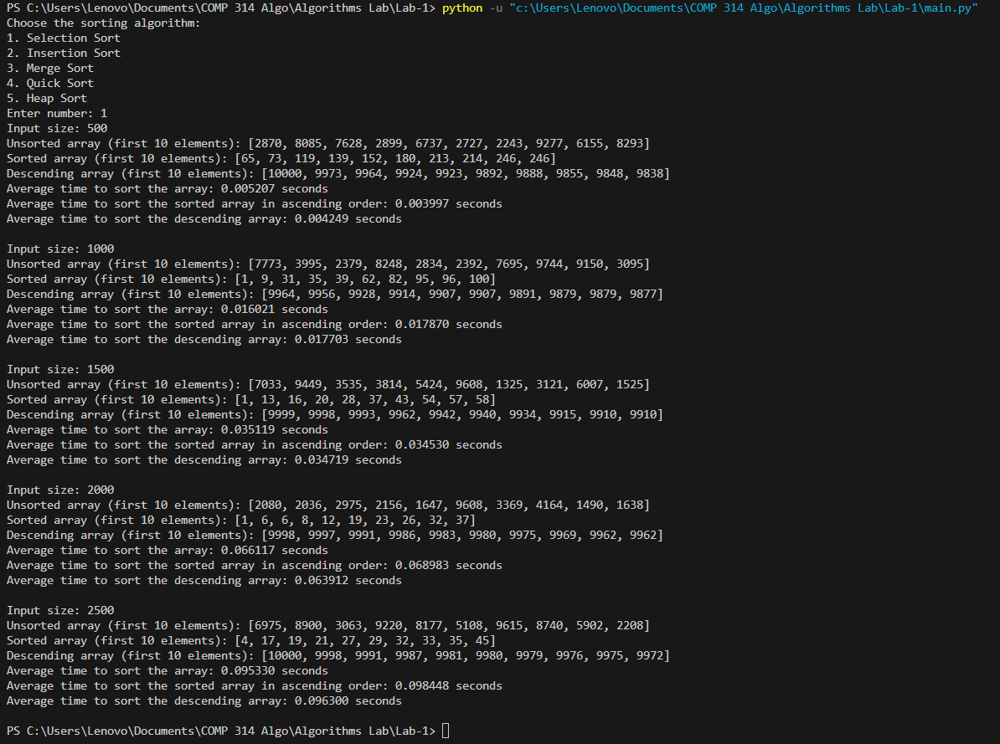 PS C:\Users\Lenovo\Documents\COMP 314 Algo\Algorithms Lab\Lab-1> python -u "c:\Users\Lenovo\Documents\COMP 314 Algo\Algorithms Lab\Lab-1\main.py"
Choose the sorting algorithm:
1. Selection Sort
2. Insertion Sort
3. Merge Sort
4. Quick Sort
5. Heap Sort
Enter number: 1
Input size: 500
Unsorted array (first 10 elements): [2870, 8085, 7628, 2899, 6737, 2727, 2243, 9277, 6155, 8293]
Sorted array (first 10 elements): [65, 73, 119, 139, 152, 180, 213, 214, 246, 246]
Descending array (first 10 elements): [10000, 9973, 9964, 9924, 9923, 9892, 9888, 9855, 9848, 9838]
Average time to sort the array: 0.005207 seconds
Average time to sort the sorted array in ascending order: 0.003997 seconds
Average time to sort the descending array: 0.004249 seconds

Input size: 1000
Unsorted array (first 10 elements): [7773, 3995, 2379, 8248, 2834, 2392, 7695, 9744, 9150, 3095]
Sorted array (first 10 elements): [1, 9, 31, 35, 39, 62, 82, 95, 96, 100]
Descending array (first 10 elements): [9964, 9956, 9928, 9914, 9907, 9907, 9891, 9879, 9879, 9877]
Average time to sort the array: 0.016021 seconds
Average time to sort the sorted array in ascending order: 0.017870 seconds
Average time to sort the descending array: 0.017703 seconds

Input size: 1500
Unsorted array (first 10 elements): [7033, 9449, 3535, 3814, 5424, 9608, 1325, 3121, 6007, 1525]
Sorted array (first 10 elements): [1, 13, 16, 20, 28, 37, 43, 54, 57, 58]
Descending array (first 10 elements): [9999, 9998, 9993, 9962, 9942, 9940, 9934, 9915, 9910, 9910]
Average time to sort the array: 0.035119 seconds
Average time to sort the sorted array in ascending order: 0.034530 seconds
Average time to sort the descending array: 0.034719 seconds

Input size: 2000
Unsorted array (first 10 elements): [2080, 2036, 2975, 2156, 1647, 9608, 3369, 4164, 1490, 1638]
Sorted array (first 10 elements): [1, 6, 6, 8, 12, 19, 23, 26, 32, 37]
Descending array (first 10 elements): [9998, 9997, 9991, 9986, 9983, 9980, 9975, 9969, 9962, 9962]
Average time to sort the array: 0.066117 seconds
Average time to sort the sorted array in ascending order: 0.068983 seconds
Average time to sort the descending array: 0.063912 seconds

Input size: 2500
Unsorted array (first 10 elements): [6975, 8900, 3063, 9220, 8177, 5108, 9615, 8740, 5902, 2208]
Sorted array (first 10 elements): [4, 17, 19, 21, 27, 29, 32, 33, 35, 45]
Descending array (first 10 elements): [10000, 9998, 9991, 9987, 9981, 9980, 9979, 9976, 9975, 9972]
Average time to sort the array: 0.095330 seconds
Average time to sort the sorted array in ascending order: 0.098448 seconds
Average time to sort the descending array: 0.096300 seconds

PS C:\Users\Lenovo\Documents\COMP 314 Algo\Algorithms Lab\Lab-1>